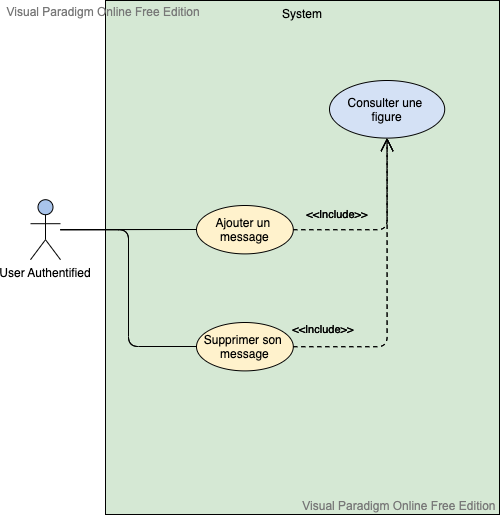 Visual Paradigm Online Free Edition
System
Consulter une
figure
Ajouter un
message
<<Include>>
User Authentified
Supprimer son
message
<<Include>>
Visual Paradigm Online Free Edition